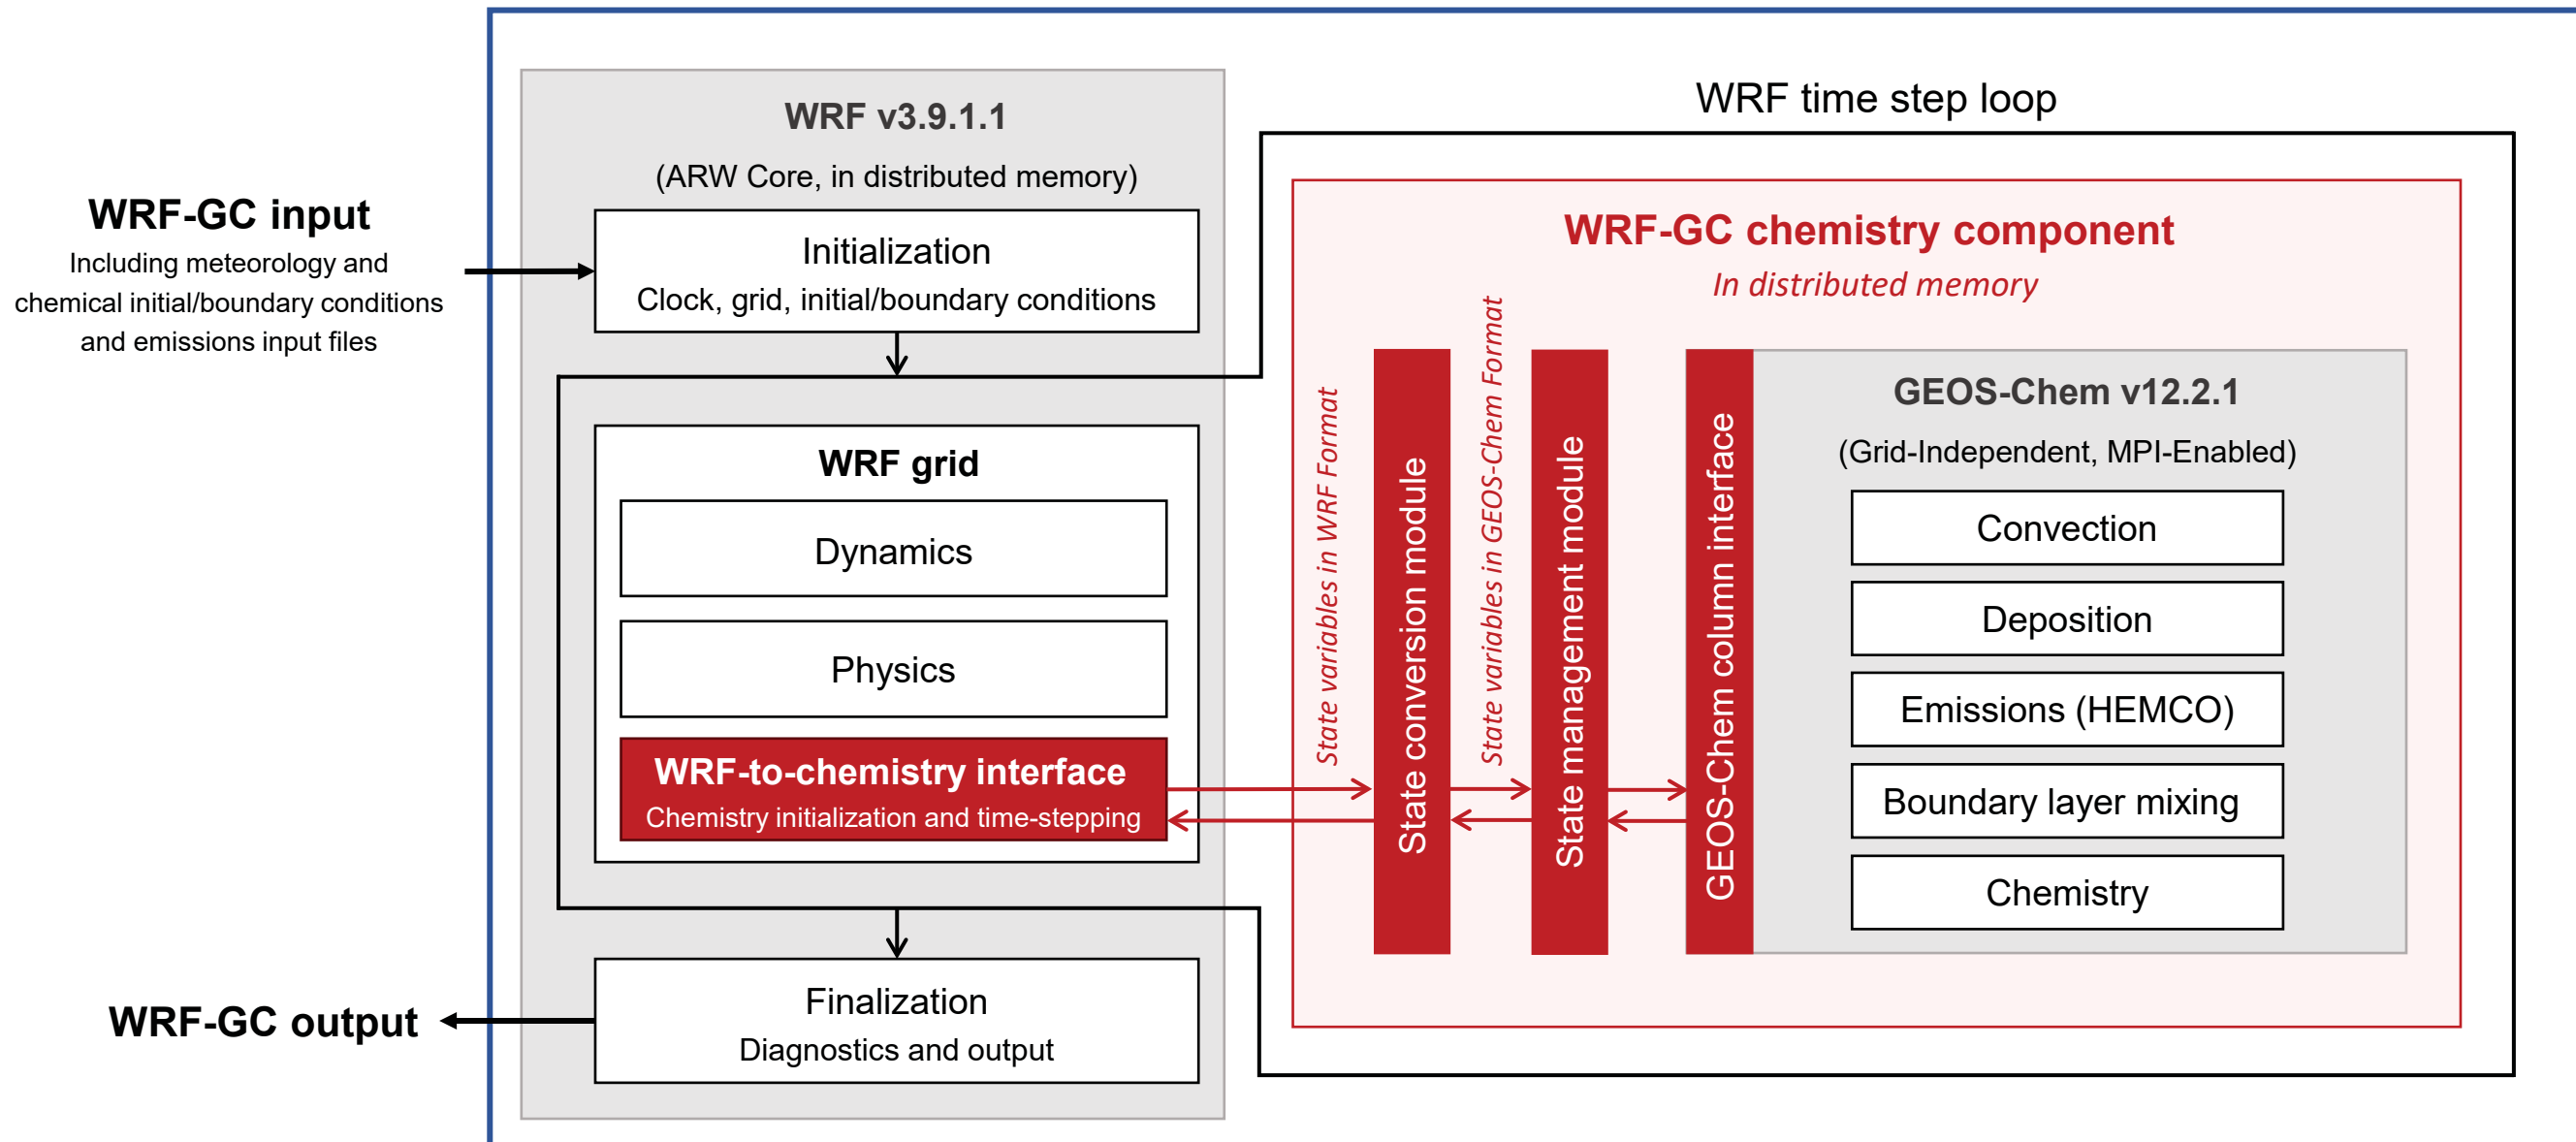 WRF-GC input
Including meteorology and
chemical initial/boundary conditions
and emissions input files
WRF-GC output
WRF v3.9.1.1
(ARW Core, in distributed memory)
Initialization
Clock, grid, initial/boundary conditions
WRF grid
Dynamics
Physics
WRF-to-chemistry interface
Chemistry initialization and time-stepping
Finalization
Diagnostics and output
WRF time step loop
WRF-GC chemistry component
In distributed memory
State variables in WRF Format
State conversion module
State variables in GEOS-Chem Format
State management module
GEOS-Chem column interface
GEOS-Chem v12.2.1
(Grid-Independent, MPI-Enabled)
Convection
Deposition
Emissions (HEMCO)
Boundary layer mixing
Chemistry